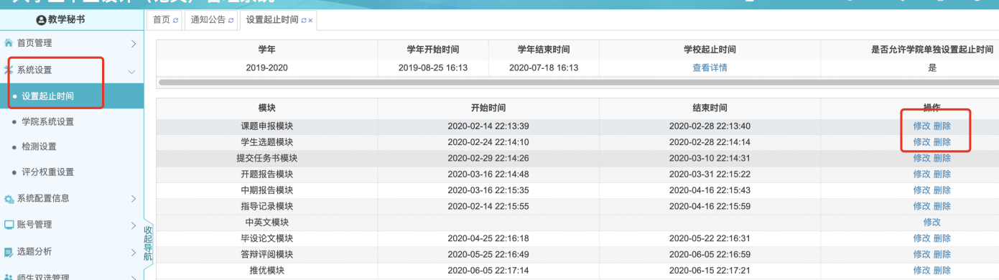 教学秘书
首页 通知公告 设置起止时间
首页管理
系统设置
设置起止时间
学院系统设置
检测设置
评分权重设置
系统配置信息
账号管理
选题分析
师生双选管理
收起导航
学年 学年开始时间 学年结束时间 学校起止时间 是否允许学院单独设置起止时间
2019-2020 2019-08-25 16:13 2020-07-18 16:13 查看详情 是
模块 开始时间 结束时间 操作
课题申报模块 2020-02-14 22:13:39 2020-02-28 22:13:40 修改 删除
学生选题模块 2020-02-24 22:14:10 2020-02-28 22:14:14 修改 删除
提交任务书模块 2020-02-29 22:14:26 2020-03-10 22:14:31 修改 删除
开题报告模块 2020-03-16 22:14:48 2020-03-31 22:15:22 修改 删除
中期报告模块 2020-03-16 22:15:35 2020-04-16 22:15:43 修改 删除
指导记录模块 2020-02-14 22:15:55 2020-04-16 22:15:59 修改 删除
中英文模块 修改
毕设论文模块 2020-04-25 22:16:18 2020-05-22 22:16:31 修改 删除
答辩评阅模块 2020-05-25 22:16:49 2020-06-05 22:16:59 修改 删除
推优模块 2020-06-05 22:17:14 2020-06-15 22:17:21 修改 删除